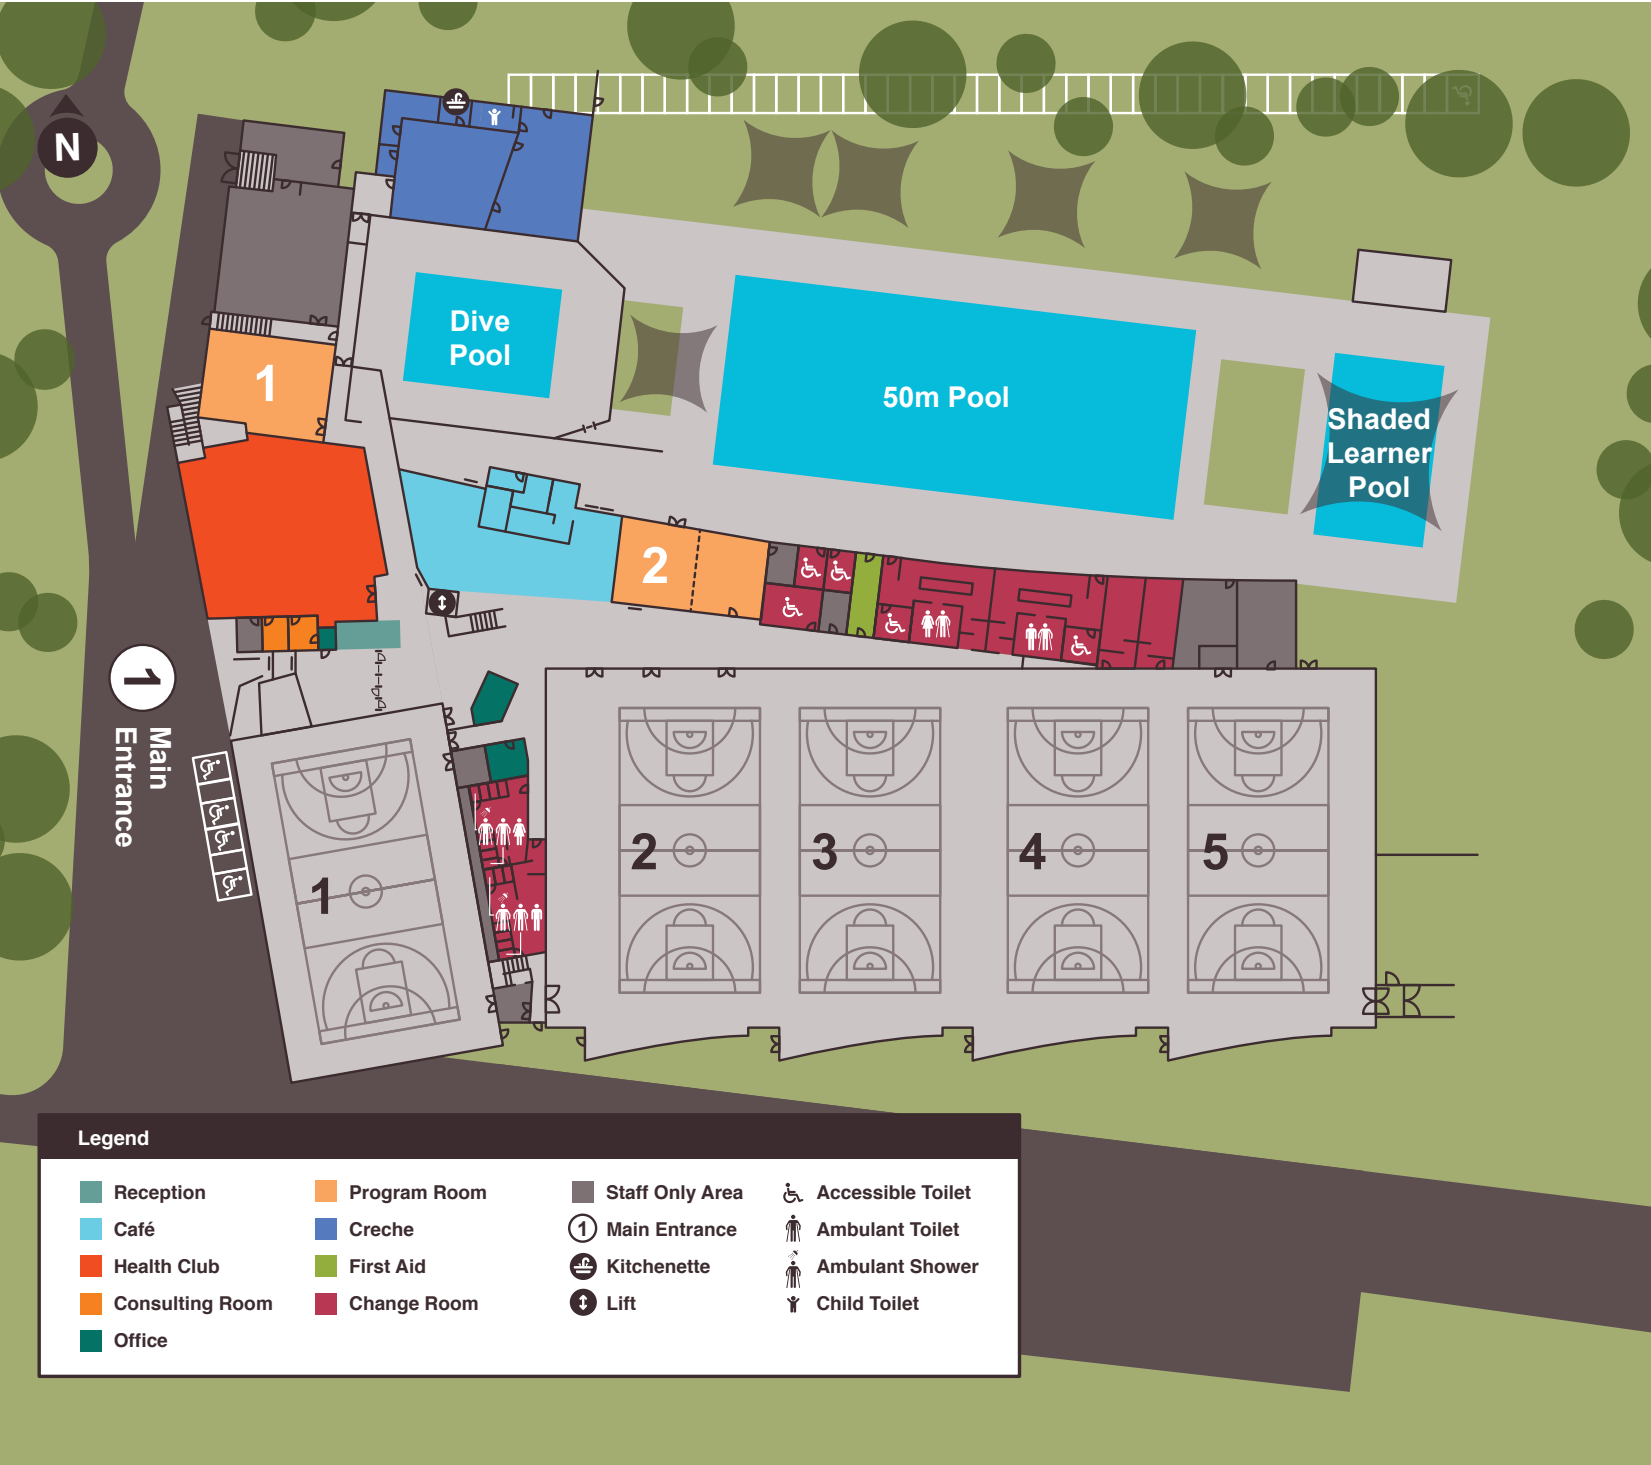 N
Dive
Pool
1
50m Pool
Shaded
Learner
Pool
2
1
Main
Entrance
1
2
3
4
5
Legend
Reception
Café
Health Club
Consulting Room
Office
Program Room
Creche
First Aid
Change Room
Staff Only Area
1 Main Entrance
Kitchenette
Lift
Accessible Toilet
Ambulant Toilet
Ambulant Shower
Child Toilet